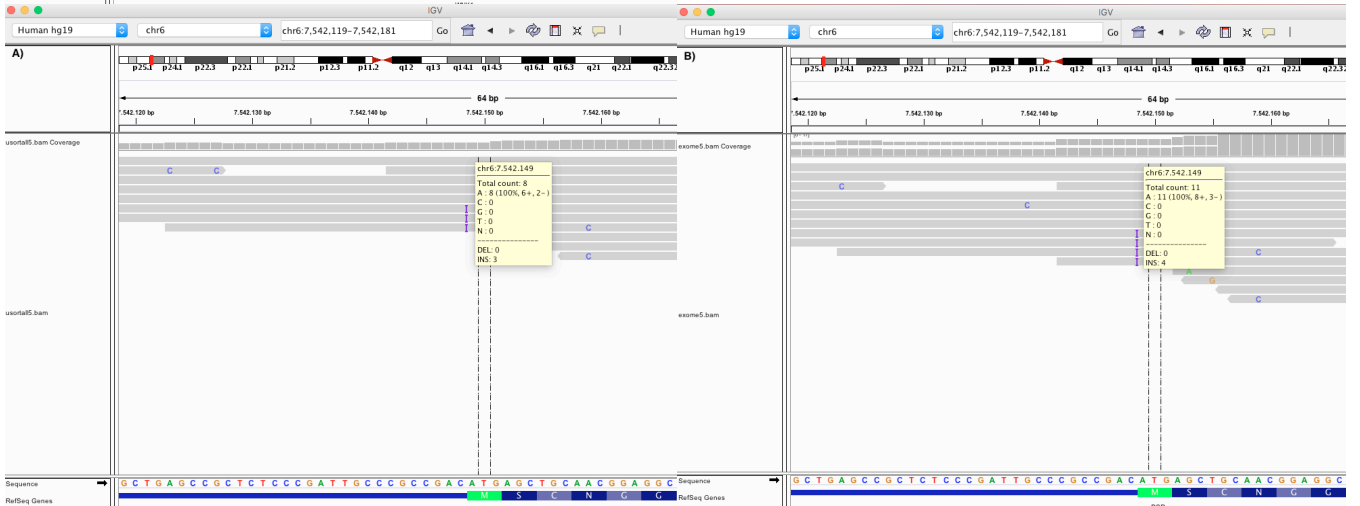 IGV
Human hg19
chr6
chr6:7,542,119-7,542,181
Go
A)
p25.1 p24.1 p22.3 p22.1 p21.2 p12.3 p11.2 q12 q13 q14.1 q14.3 q16.1 q16.3 q21 q22.1 q22.33
64 bp
7.542.120 bp 7.542.130 bp 7.542.140 bp 7.542.150 bp 7.542.160 bp
usortall5.bam Coverage
chr6:7.542.149
Total count: 8
A : 8 (100%, 6+, 2-)
C : 0
G : 0
T : 0
N : 0
---------------
DEL: 0
INS: 3
C C
I
I
I
C
C
usortall5.bam
Sequence
G C T G A G C C G C T C T C C C G A T T G C C C G C C G A C A T G A G C T G C A A C G G A G G C
RefSeq Genes
M S C N G G
IGV
Human hg19
chr6
chr6:7,542,119-7,542,181
Go
B)
p25.1 p24.1 p22.3 p22.1 p21.2 p12.3 p11.2 q12 q13 q14.1 q14.3 q16.1 q16.3 q21 q22.1
64 bp
7.542.120 bp 7.542.130 bp 7.542.140 bp 7.542.150 bp 7.542.160 bp
exome5.bam Coverage
chr6:7.542.149
Total count: 11
A : 11 (100%, 8+, 3-)
C : 0
G : 0
T : 0
N : 0
---------------
DEL: 0
INS: 4
C
C
I
I
I
I
C
A
G
C
exome5.bam
Sequence
G C T G A G C C G C T C T C C C G A T T G C C C G C C G A C A T G A G C T G C A A C G G A G G C
RefSeq Genes
M S C N G G